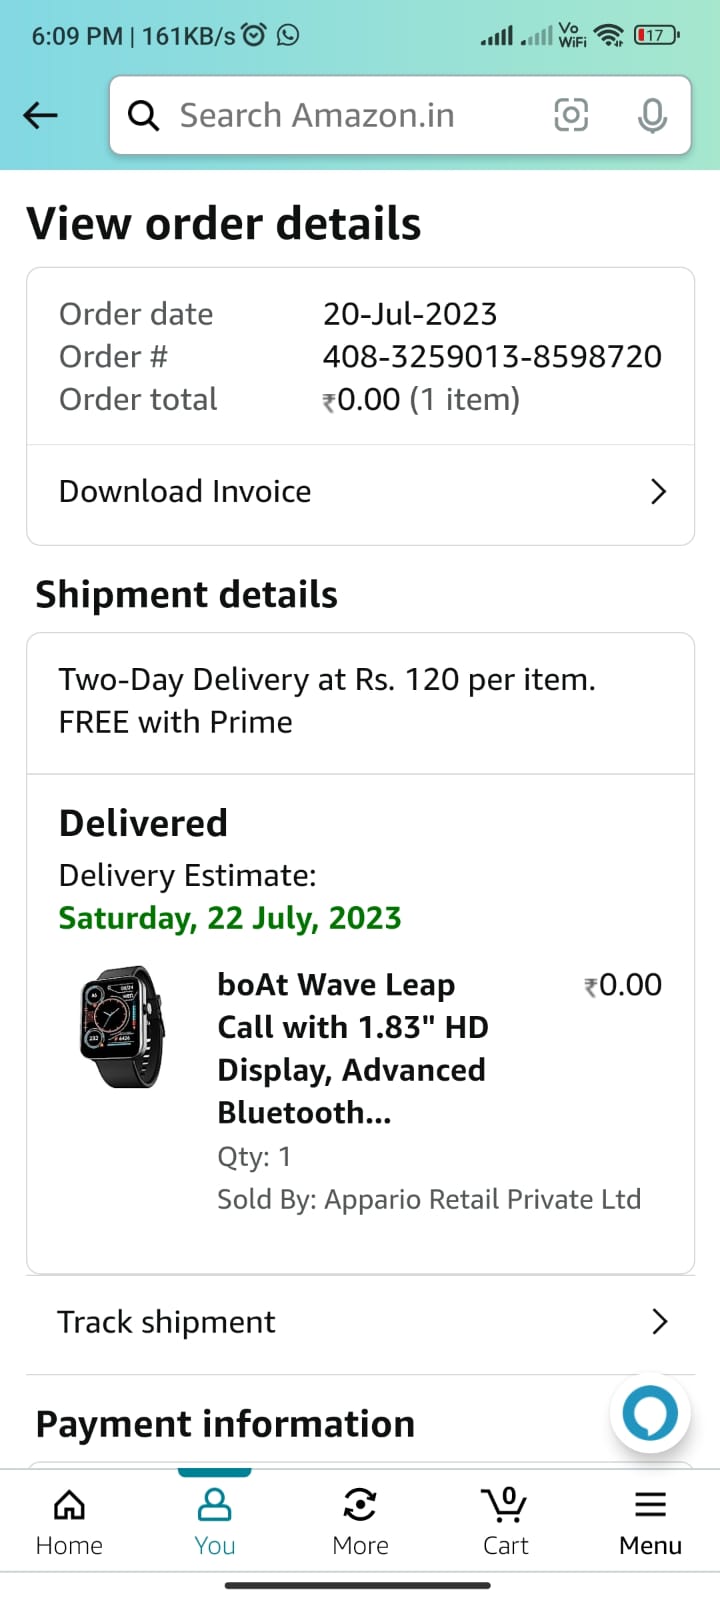 6:09 PM | 161KB/s
Vo
WiFi
17
Search Amazon.in
View order details
Order date 20-Jul-2023
Order # 408-3259013-8598720
Order total ₹0.00 (1 item)
Download Invoice
Shipment details
Two-Day Delivery at Rs. 120 per item.
FREE with Prime
Delivered
Delivery Estimate:
Saturday, 22 July, 2023
boAt Wave Leap ₹0.00
Call with 1.83" HD
Display, Advanced
Bluetooth...
Qty: 1
Sold By: Appario Retail Private Ltd
Track shipment
Payment information
0
Home You More Cart Menu